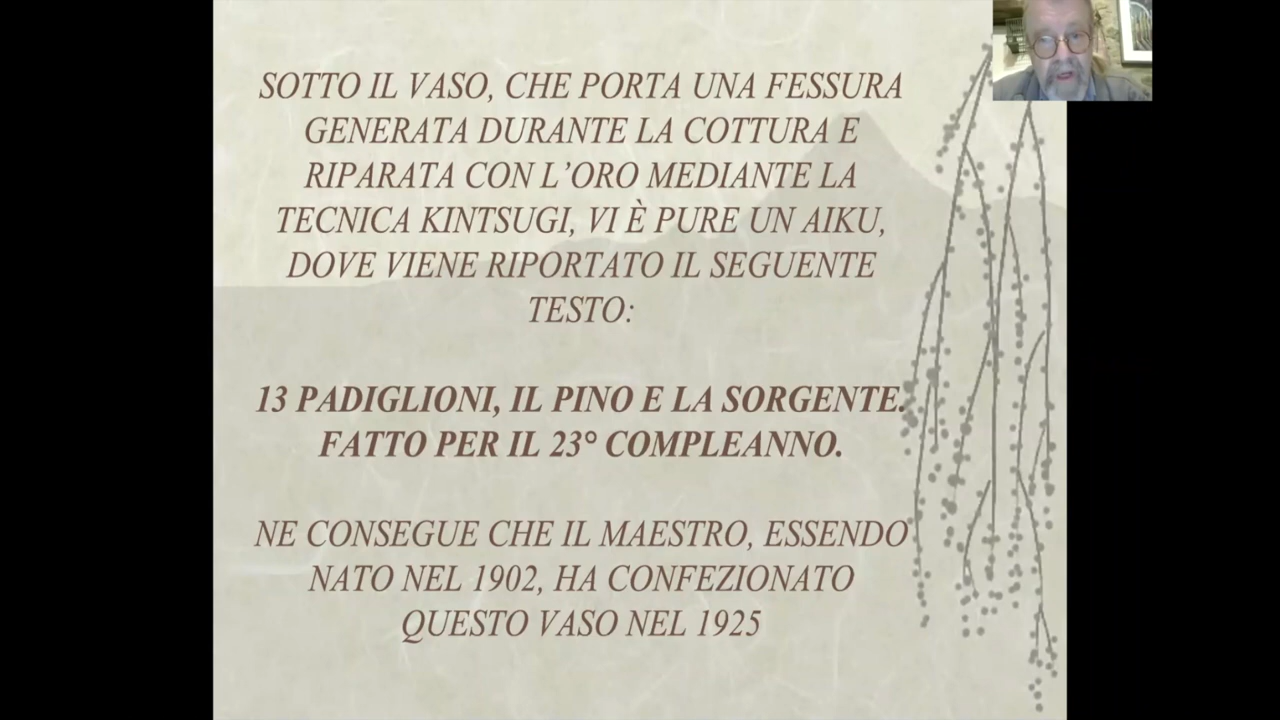 SOTTO IL VASO, CHE PORTA UNA FESSURA
GENERATA DURANTE LA COTTURA E
RIPARATA CON L’ORO MEDIANTE LA
TECNICA KINTSUGI, VI È PURE UN AIKU,
DOVE VIENE RIPORTATO IL SEGUENTE
TESTO:
13 PADIGLIONI, IL PINO E LA SORGENTE.
FATTO PER IL 23° COMPLEANNO.
NE CONSEGUE CHE IL MAESTRO, ESSENDO
NATO NEL 1902, HA CONFEZIONATO
QUESTO VASO NEL 1925